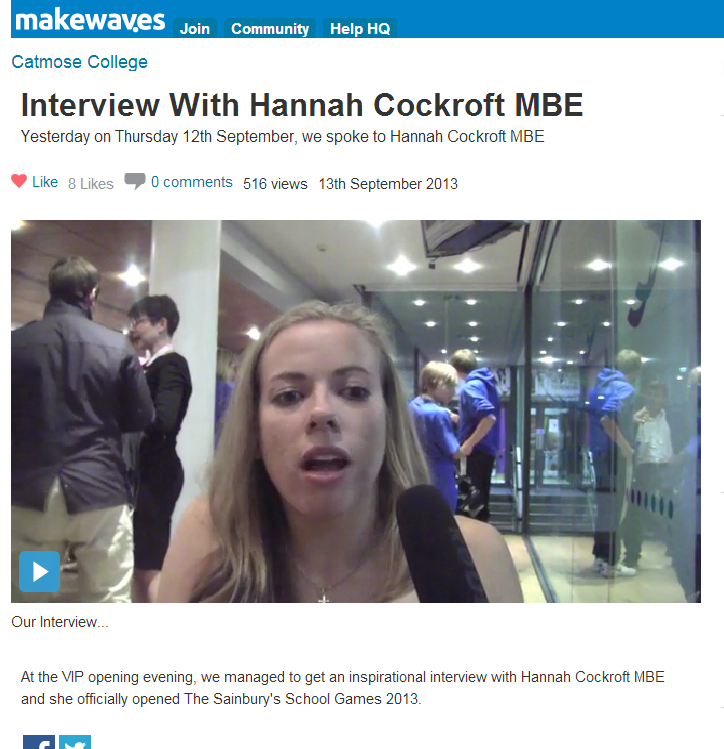 makewav.es Join Community Help HQ
Catmose College
Interview With Hannah Cockroft MBE
Yesterday on Thursday 12th September, we spoke to Hannah Cockroft MBE
Like 8 Likes 0 comments 516 views 13th September 2013
Our Interview...
At the VIP opening evening, we managed to get an inspirational interview with Hannah Cockroft MBE
and she officially opened The Sainbury's School Games 2013.